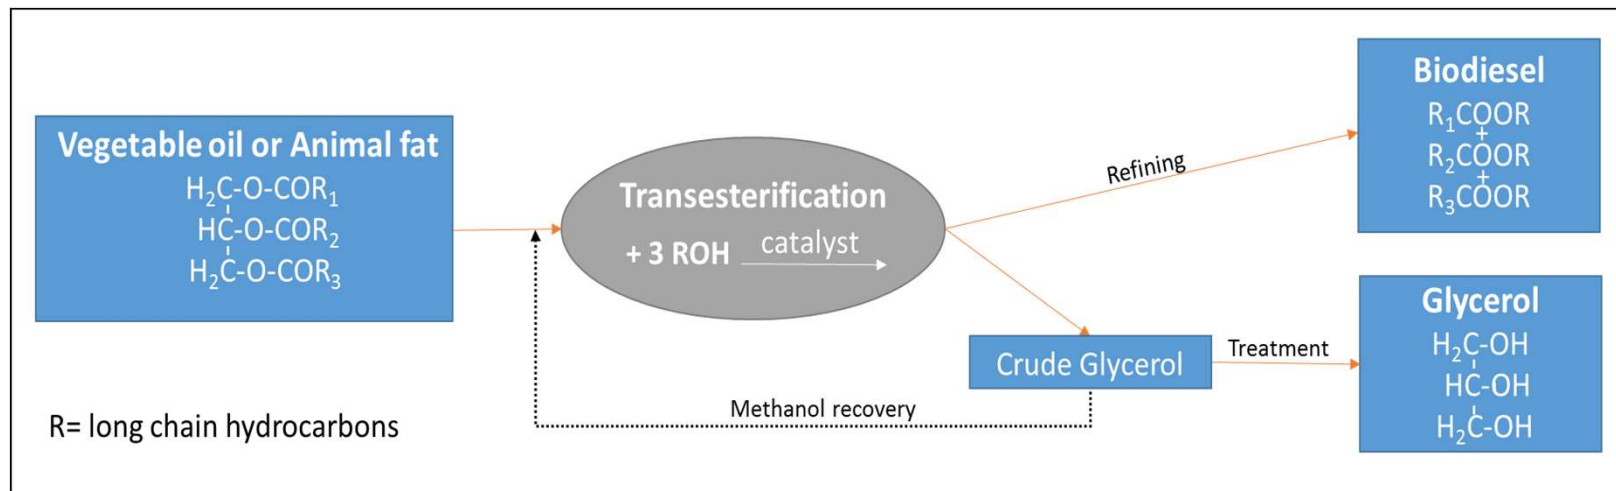 Vegetable oil or Animal fat
H₂C-O-COR₁
HC-O-COR₂
H₂C-O-COR₃
Transesterification
+ 3 ROH catalyst
Refining
Biodiesel
R₁COOR
+
R₂COOR
+
R₃COOR
Crude Glycerol
Treatment
Glycerol
H₂C-OH
HC-OH
H₂C-OH
Methanol recovery
R= long chain hydrocarbons